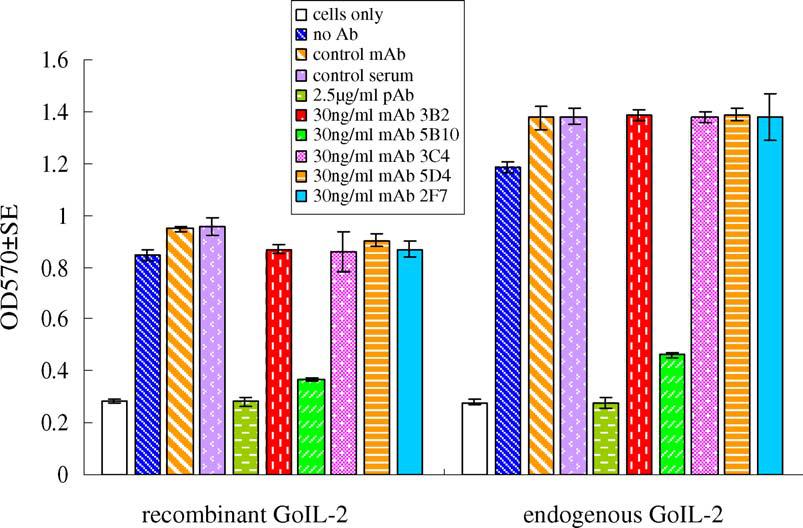 cells only
no Ab
control mAb
control serum
2.5µg/ml pAb
30ng/ml mAb 3B2
30ng/ml mAb 5B10
30ng/ml mAb 3C4
30ng/ml mAb 5D4
30ng/ml mAb 2F7
OD570±SE
1.6
1.4
1.2
1
0.8
0.6
0.4
0.2
0
recombinant GoIL-2
endogenous GoIL-2